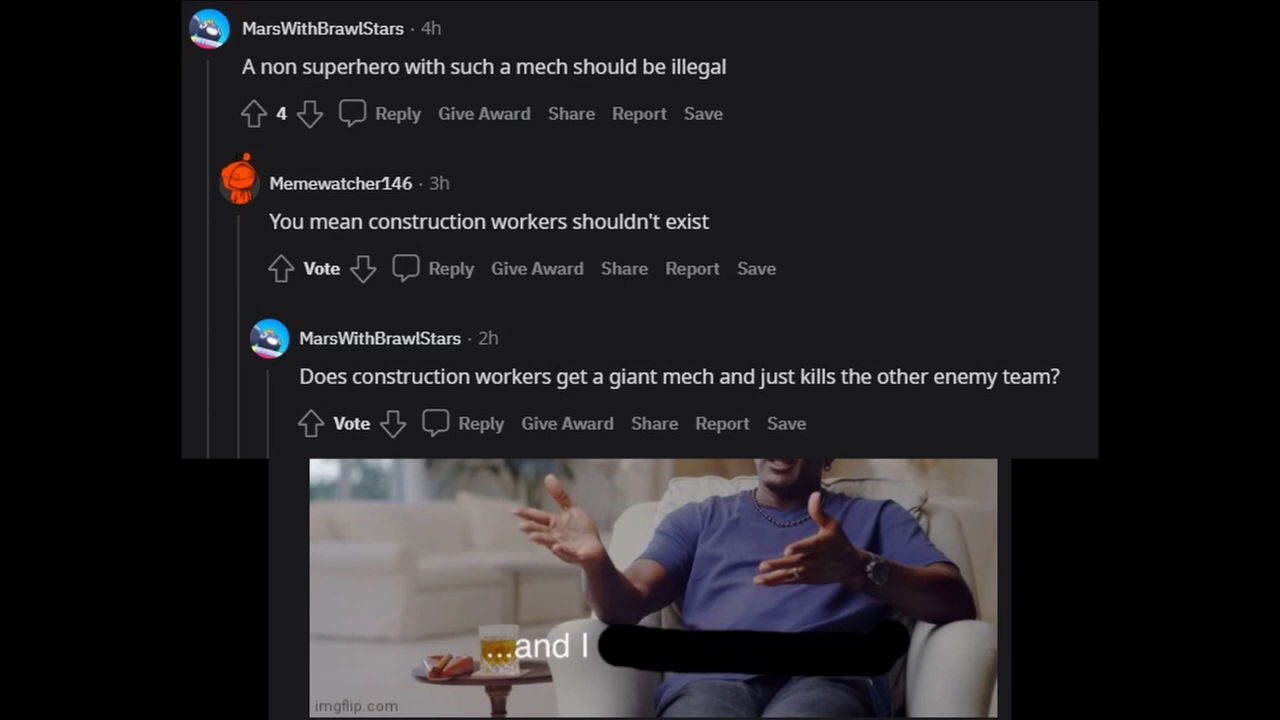 MarsWithBrawlStars · 4h
A non superhero with such a mech should be illegal
4 Reply Give Award Share Report Save
Memewatcher146 · 3h
You mean construction workers shouldn't exist
Vote Reply Give Award Share Report Save
MarsWithBrawlStars · 2h
Does construction workers get a giant mech and just kills the other enemy team?
Vote Reply Give Award Share Report Save
...and I
imgflip.com